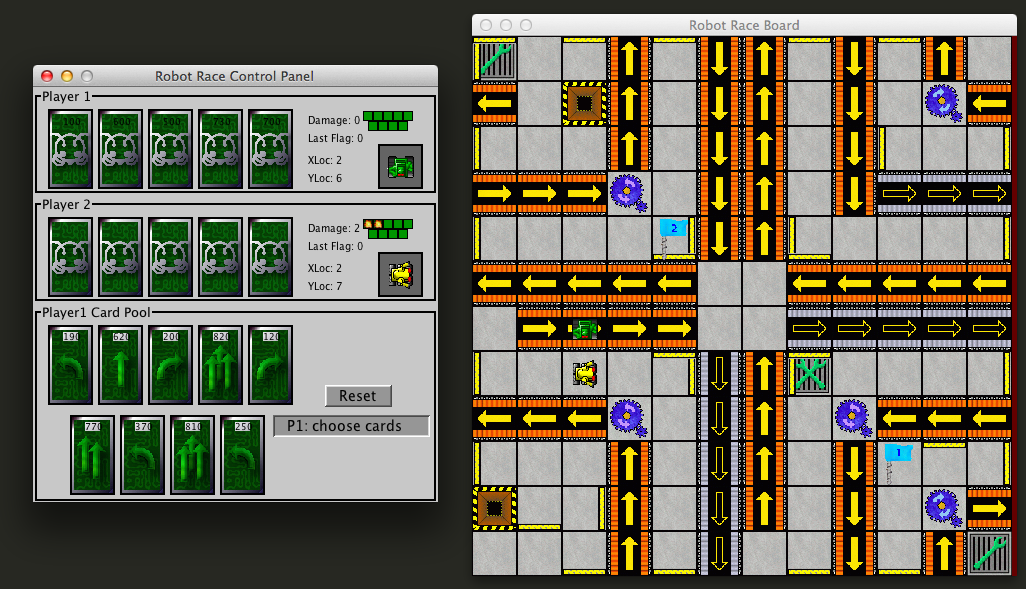 Robot Race Board
Robot Race Control Panel
Player 1
100
600
500
730
700
Damage: 0
Last Flag: 0
XLoc: 2
YLoc: 6
Player 2
Damage: 2
Last Flag: 0
XLoc: 2
YLoc: 7
Player1 Card Pool
190
620
200
820
120
Reset
770
370
810
250
P1: choose cards
2
1